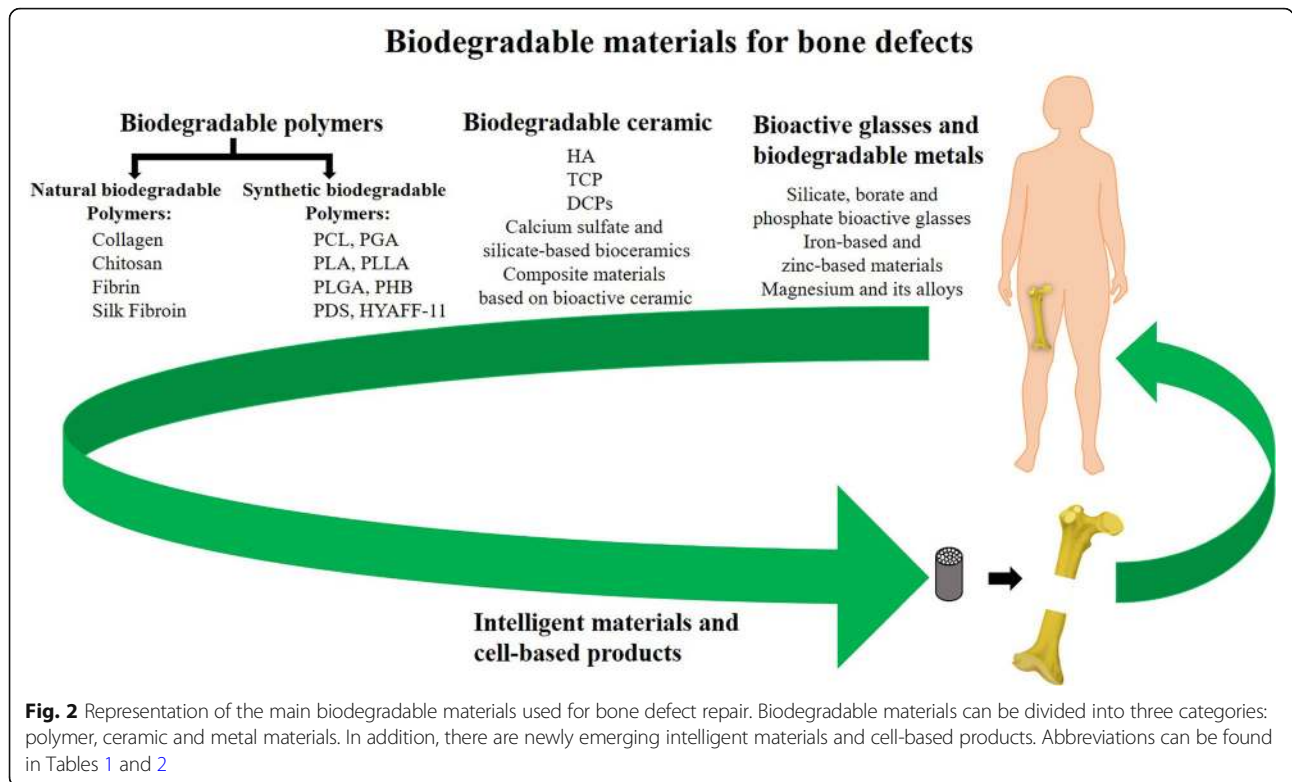 Biodegradable materials for bone defects
Biodegradable polymers
Natural biodegradable
Polymers:
Collagen
Chitosan
Fibrin
Silk Fibroin
Synthetic biodegradable
Polymers:
PCL, PGA
PLA, PLLA
PLGA, PHB
PDS, HYAFF-11
Biodegradable ceramic
HA
TCP
DCPs
Calcium sulfate and
silicate-based bioceramics
Composite materials
based on bioactive ceramic
Bioactive glasses and
biodegradable metals
Silicate, borate and
phosphate bioactive glasses
Iron-based and
zinc-based materials
Magnesium and its alloys
Intelligent materials and
cell-based products
Fig. 2 Representation of the main biodegradable materials used for bone defect repair. Biodegradable materials can be divided into three categories:
polymer, ceramic and metal materials. In addition, there are newly emerging intelligent materials and cell-based products. Abbreviations can be found
in Tables 1 and 2